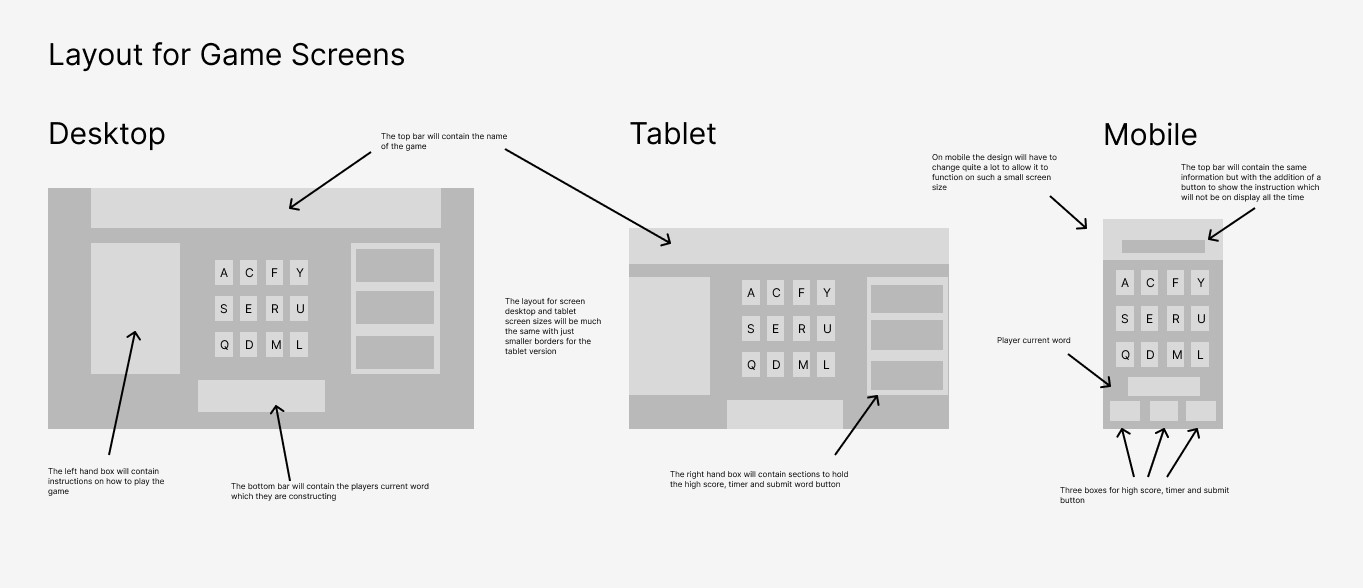 Layout for Game Screens
Desktop
The top bar will contain the name
of the game
A C F Y
S E R U
Q D M L
The left hand box will contain
instructions on how to play the
game
The bottom bar will contain the players current word
which they are constructing
The layout for screen
desktop and tablet
screen sizes will be much
the same with just
smaller borders for the
tablet version
Tablet
A C F Y
S E R U
Q D M L
The right hand box will contain sections to hold
the high score, timer and submit word button
Mobile
On mobile the design will have to
change quite a lot to allow it to
function on such a small screen
size
The top bar will contain the same
information but with the addition of a
button to show the instruction which
will not be on display all the time
A C F Y
S E R U
Q D M L
Player current word
Three boxes for high score, timer and submit
button